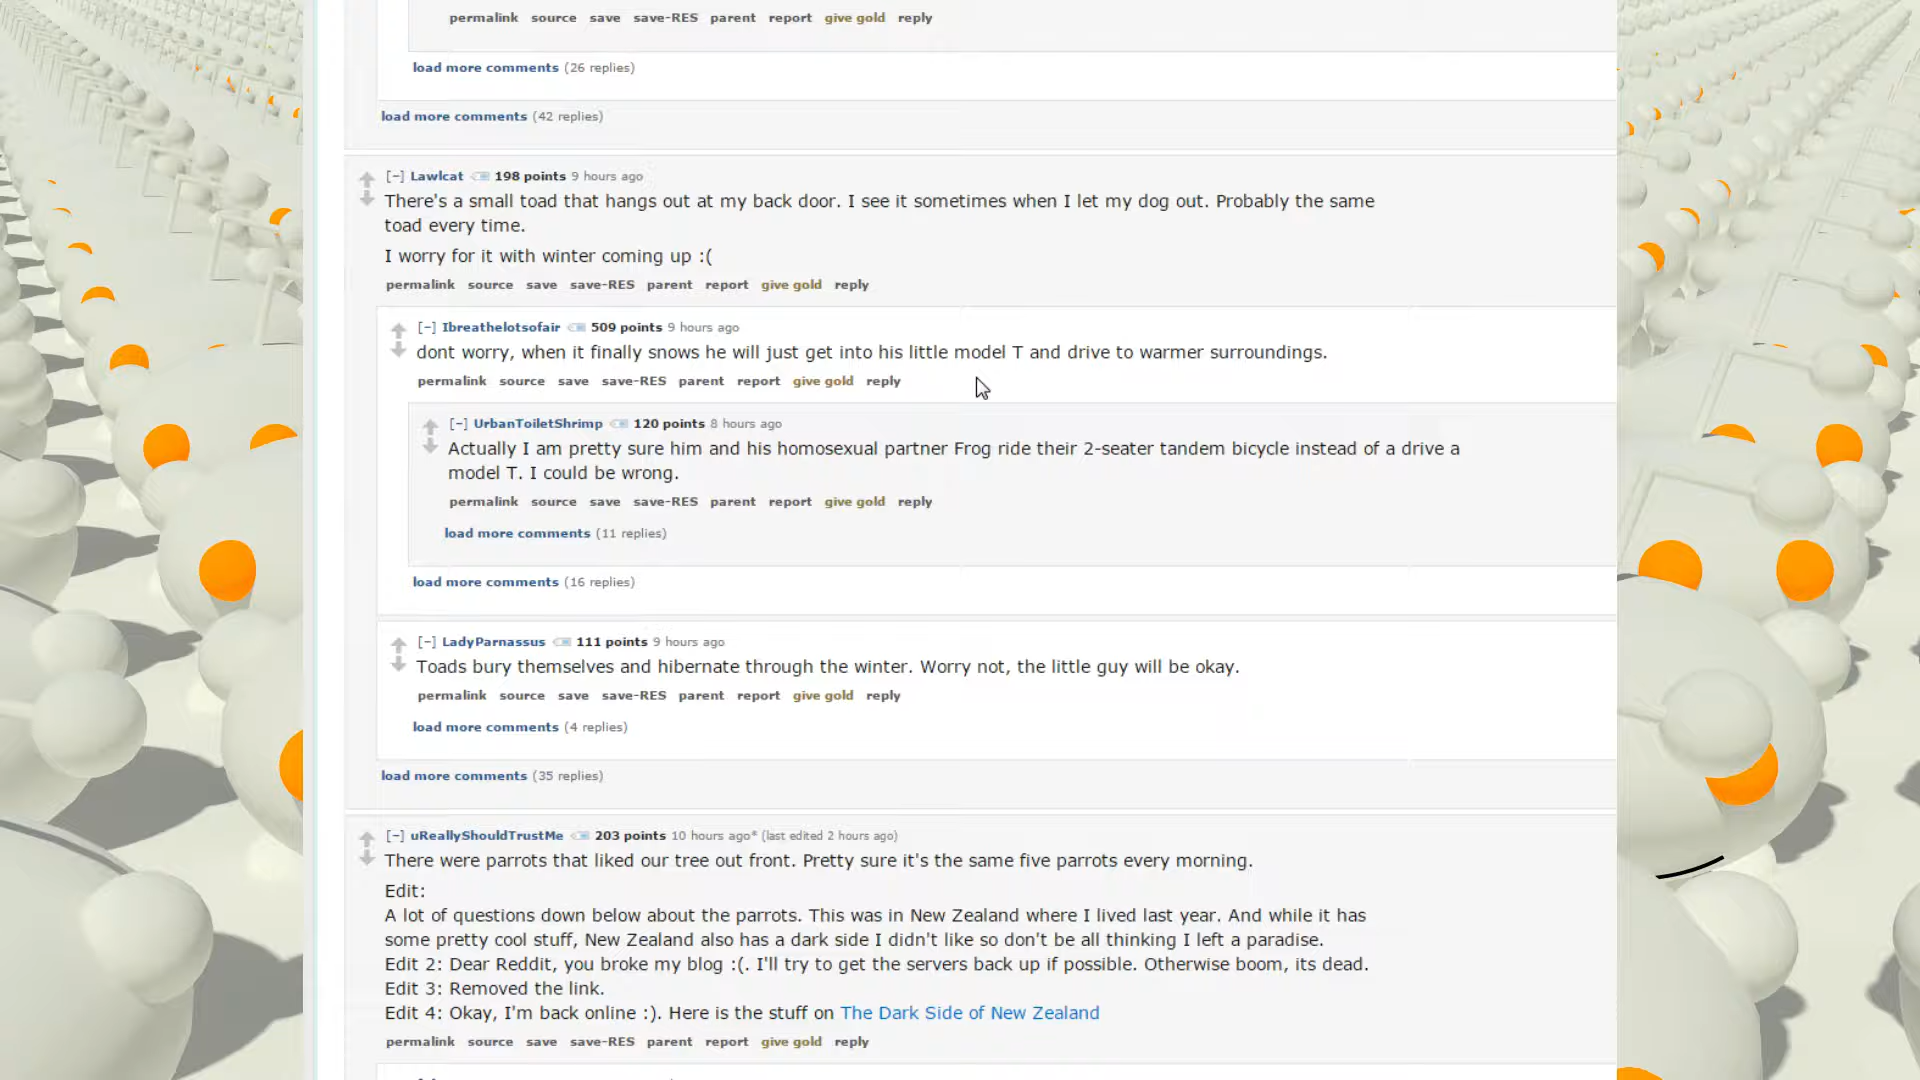 permalink source save save-RES parent report give gold reply
load more comments (26 replies)
load more comments (42 replies)
[-] Lawlcat 198 points 9 hours ago
There's a small toad that hangs out at my back door. I see it sometimes when I let my dog out. Probably the same
toad every time.
I worry for it with winter coming up :(
permalink source save save-RES parent report give gold reply
[-] Ibreathelotsofair 509 points 9 hours ago
dont worry, when it finally snows he will just get into his little model T and drive to warmer surroundings.
permalink source save save-RES parent report give gold reply
[-] UrbanToiletShrimp 120 points 8 hours ago
Actually I am pretty sure him and his homosexual partner Frog ride their 2-seater tandem bicycle instead of a drive a
model T. I could be wrong.
permalink source save save-RES parent report give gold reply
load more comments (11 replies)
load more comments (16 replies)
[-] LadyParnassus 111 points 9 hours ago
Toads bury themselves and hibernate through the winter. Worry not, the little guy will be okay.
permalink source save save-RES parent report give gold reply
load more comments (4 replies)
load more comments (35 replies)
[-] uReallyShouldTrustMe 203 points 10 hours ago* (last edited 2 hours ago)
There were parrots that liked our tree out front. Pretty sure it's the same five parrots every morning.
Edit:
A lot of questions down below about the parrots. This was in New Zealand where I lived last year. And while it has
some pretty cool stuff, New Zealand also has a dark side I didn't like so don't be all thinking I left a paradise.
Edit 2: Dear Reddit, you broke my blog :(. I'll try to get the servers back up if possible. Otherwise boom, its dead.
Edit 3: Removed the link.
Edit 4: Okay, I'm back online :). Here is the stuff on The Dark Side of New Zealand
permalink source save save-RES parent report give gold reply